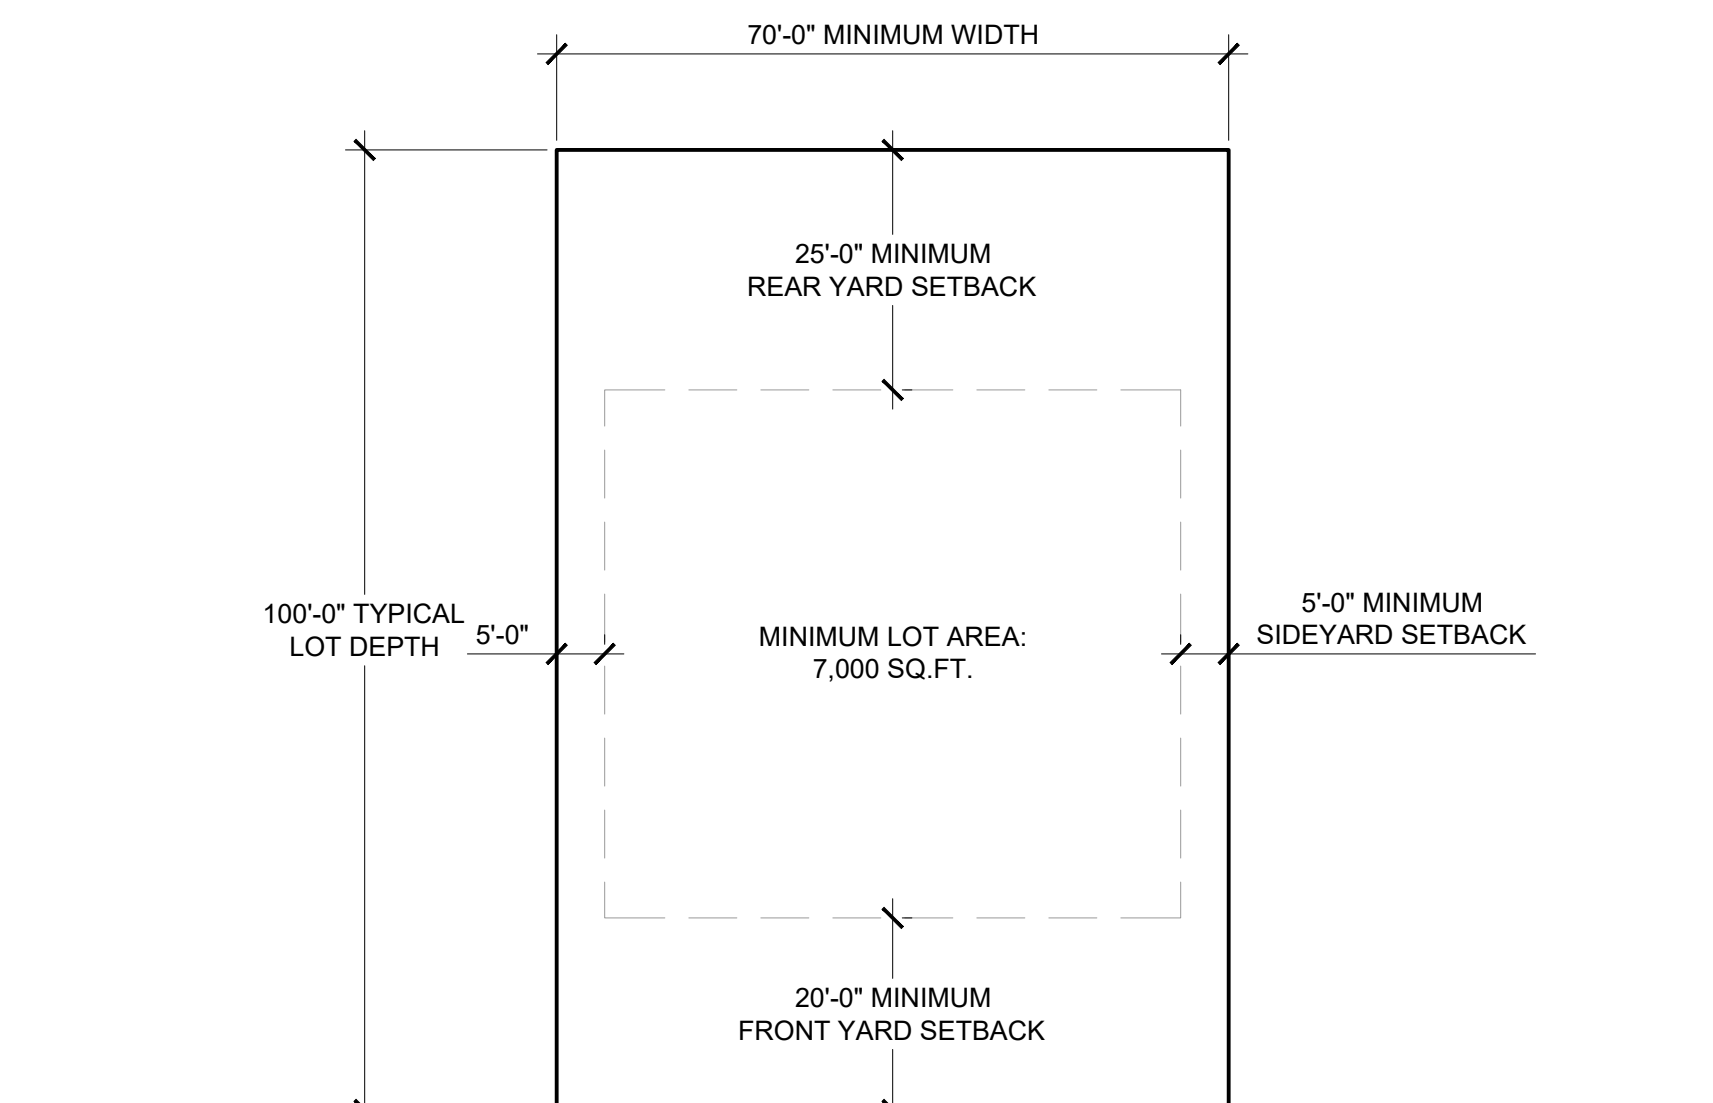 70'-0" MINIMUM WIDTH
25'-0" MINIMUM
REAR YARD SETBACK
100'-0" TYPICAL
LOT DEPTH
5'-0"
MINIMUM LOT AREA:
7,000 SQ.FT.
5'-0" MINIMUM
SIDEYARD SETBACK
20'-0" MINIMUM
FRONT YARD SETBACK